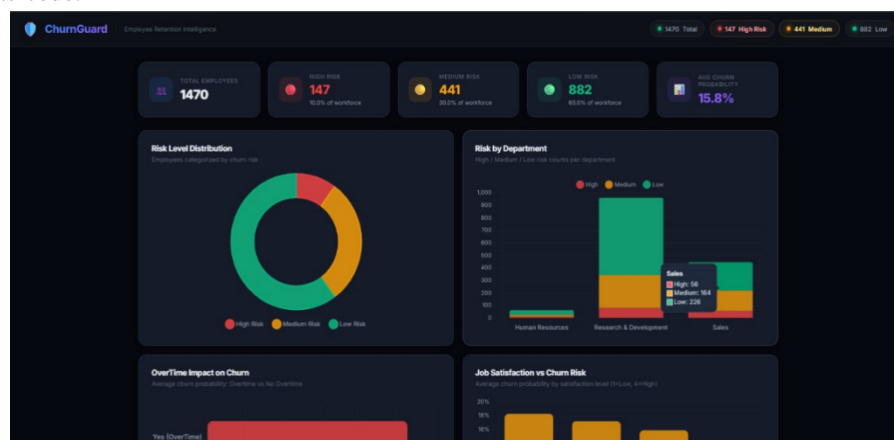 ChurnGuard
Employee Retention Intelligence
1470 Total
147 High Risk
441 Medium
882 Low
TOTAL EMPLOYEES
1470
HIGH RISK
147
10.0% of workforce
MEDIUM RISK
441
30.0% of workforce
LOW RISK
882
60.0% of workforce
AVG CHURN
PROBABILITY
15.8%
Risk Level Distribution
Employees categorized by churn risk
High Risk Medium Risk Low Risk
Risk by Department
High / Medium / Low risk counts per department
High Medium Low
1,000
900
800
700
600
500
400
300
200
100
0
Sales
High: 56
Medium: 164
Low: 226
Human Resources Research & Development Sales
OverTime Impact on Churn
Average churn probability: Overtime vs No Overtime
Yes (OverTime)
Job Satisfaction vs Churn Risk
Average churn probability by satisfaction level (1=Low, 4=High)
20%
18%
16%